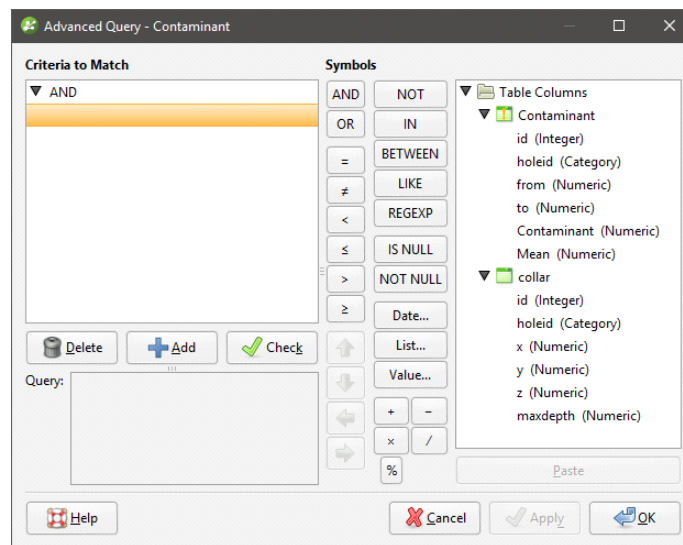 Advanced Query - Contaminant
Criteria to Match
AND
Delete
Add
Check
Query:
Symbols
AND
OR
=
≠
<
≤
>
≥
NOT
IN
BETWEEN
LIKE
REGEXP
IS NULL
NOT NULL
Date...
List...
Value...
+
-
×
/
%
Table Columns
Contaminant
id (Integer)
holeid (Category)
from (Numeric)
to (Numeric)
Contaminant (Numeric)
Mean (Numeric)
collar
id (Integer)
holeid (Category)
x (Numeric)
y (Numeric)
z (Numeric)
maxdepth (Numeric)
Paste
Help
Cancel
Apply
OK